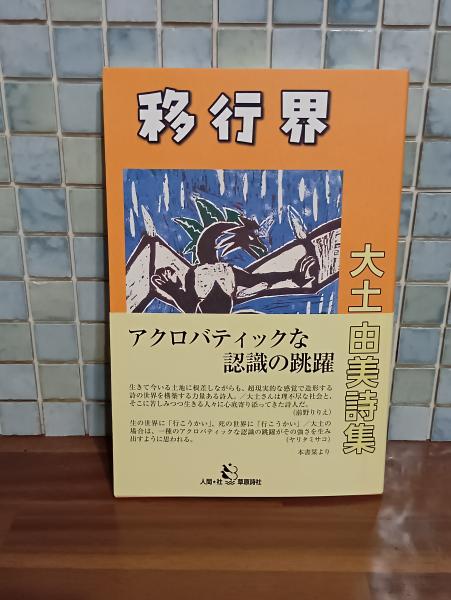 移行界
大土由美詩集
アクロバティックな
認識の跳躍
生きて今いる土地に根差しながらも、超現実的な感覚で造形する
詩の世界を構築する力量ある詩人。／大土さんは理不尽な社会と、
そこに苦しみつつ生きる人々に心底寄り添ってきた詩人だ。
（前野りりえ）
生の世界に「行こうかい」、死の世界に「行こうかい」／大土の
場合は、一種のアクロバティックな認識の跳躍がその強さを生み
出すように思われる。
（ヤリタミサコ）
本書栞より
人間・社
草原詩社